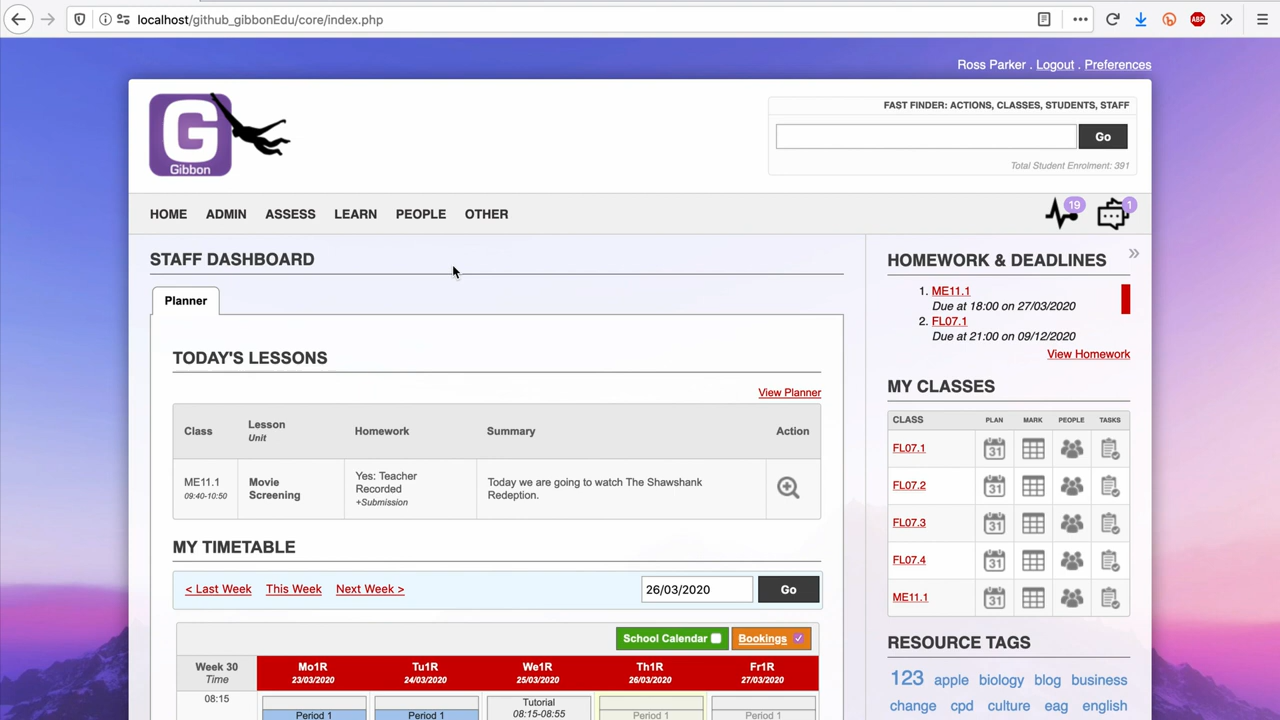 localhost/github_gibbonEdu/core/index.php
ABP
Ross Parker . Logout . Preferences
G
Gibbon
FAST FINDER: ACTIONS, CLASSES, STUDENTS, STAFF
Go
Total Student Enrolment: 391
HOME ADMIN ASSESS LEARN PEOPLE OTHER
19 1
STAFF DASHBOARD
Planner
TODAY'S LESSONS
View Planner
Class Lesson Homework Summary Action
Unit
ME11.1
09:40-10:50
Movie
Screening
Yes: Teacher
Recorded
+Submission
Today we are going to watch The Shawshank
Redeption.
MY TIMETABLE
< Last Week This Week Next Week >
26/03/2020 Go
School Calendar Bookings
Week 30 Mo1R Tu1R We1R Th1R Fr1R
Time 23/03/2020 24/03/2020 25/03/2020 26/03/2020 27/03/2020
08:15
Tutorial
08:15-08:55
Period 1 Period 1 Period 1 Period 1
HOMEWORK & DEADLINES
1. ME11.1
Due at 18:00 on 27/03/2020
2. FL07.1
Due at 21:00 on 09/12/2020
View Homework
MY CLASSES
CLASS PLAN MARK PEOPLE TASKS
FL07.1 31
FL07.2 31
FL07.3 31
FL07.4 31
ME11.1 31
RESOURCE TAGS
123 apple biology blog business
change cpd culture eag english